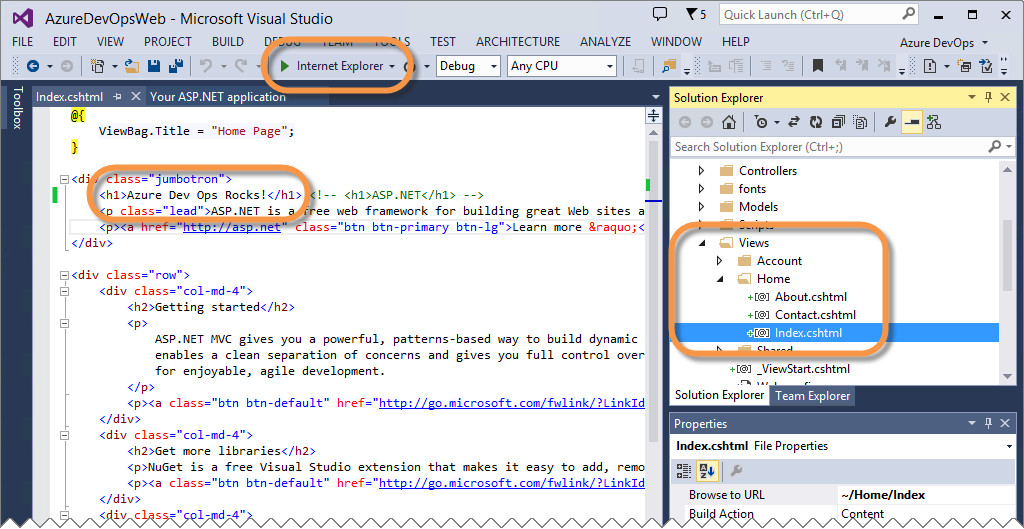 AzureDevOpsWeb - Microsoft Visual Studio
5
Quick Launch (Ctrl+Q)
FILE EDIT VIEW PROJECT BUILD DEBUG TEAM TOOLS TEST ARCHITECTURE ANALYZE WINDOW HELP
Azure DevOps
Internet Explorer
Debug
Any CPU
Toolbox
Index.cshtml
Your ASP.NET application
@{
ViewBag.Title = "Home Page";
}
<div class="jumbotron">
<h1>Azure Dev Ops Rocks!</h1> <!-- <h1>ASP.NET</h1> -->
<p class="lead">ASP.NET is a free web framework for building great Web sites a
<p><a href="http://asp.net" class="btn btn-primary btn-lg">Learn more &raquo;<
</div>
<div class="row">
<div class="col-md-4">
<h2>Getting started</h2>
<p>
ASP.NET MVC gives you a powerful, patterns-based way to build dynamic
enables a clean separation of concerns and gives you full control over
for enjoyable, agile development.
</p>
<p><a class="btn btn-default" href="http://go.microsoft.com/fwlink/?LinkId
</div>
<div class="col-md-4">
<h2>Get more libraries</h2>
<p>NuGet is a free Visual Studio extension that makes it easy to add, remo
<p><a class="btn btn-default" href="http://go.microsoft.com/fwlink/?LinkId
</div>
<div class="col-md-4">
Solution Explorer
Search Solution Explorer (Ctrl+;)
Controllers
fonts
Models
Scripts
Views
Account
Home
About.cshtml
Contact.cshtml
Index.cshtml
Shared
_ViewStart.cshtml
Solution Explorer
Team Explorer
Properties
Index.cshtml File Properties
Browse to URL ~/Home/Index
Build Action Content